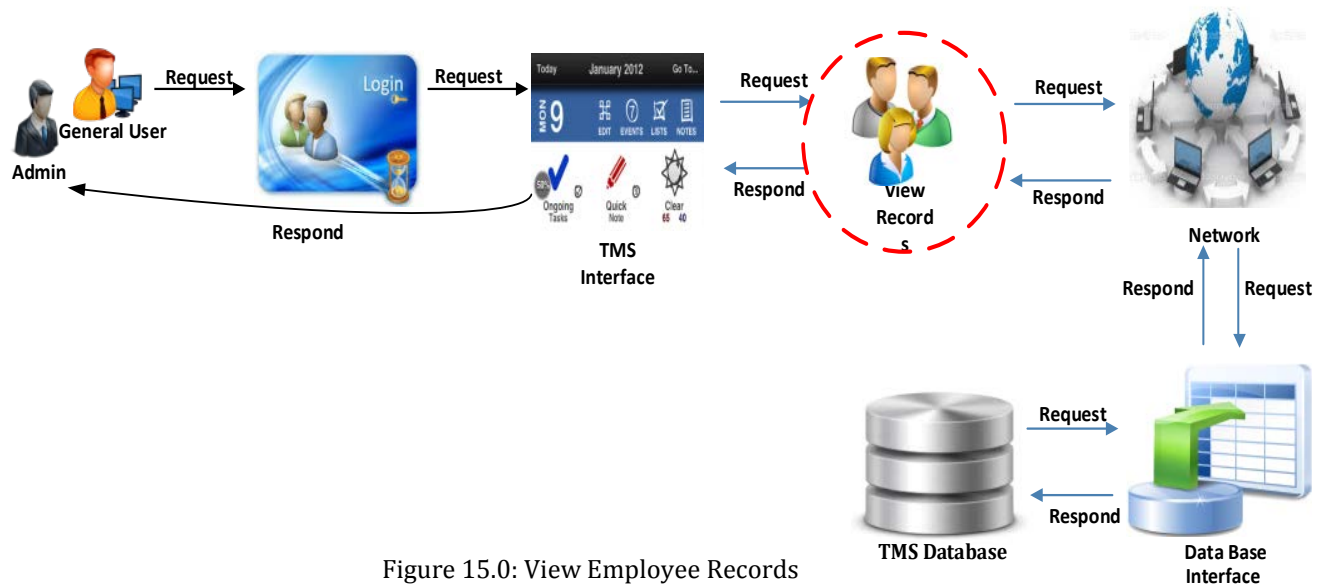 Request
Request
Login
General User
Admin
Respond
Today January 2012 Go To...
MON 9
EDIT EVENTS LISTS NOTES
7
50%
Ongoing
Tasks
Quick
Note
Clear
65 40
TMS
Interface
Request
Respond
View
Record
s
Request
Respond
Network
Respond
Request
Request
Respond
TMS Database
Data Base
Interface
Figure 15.0: View Employee Records